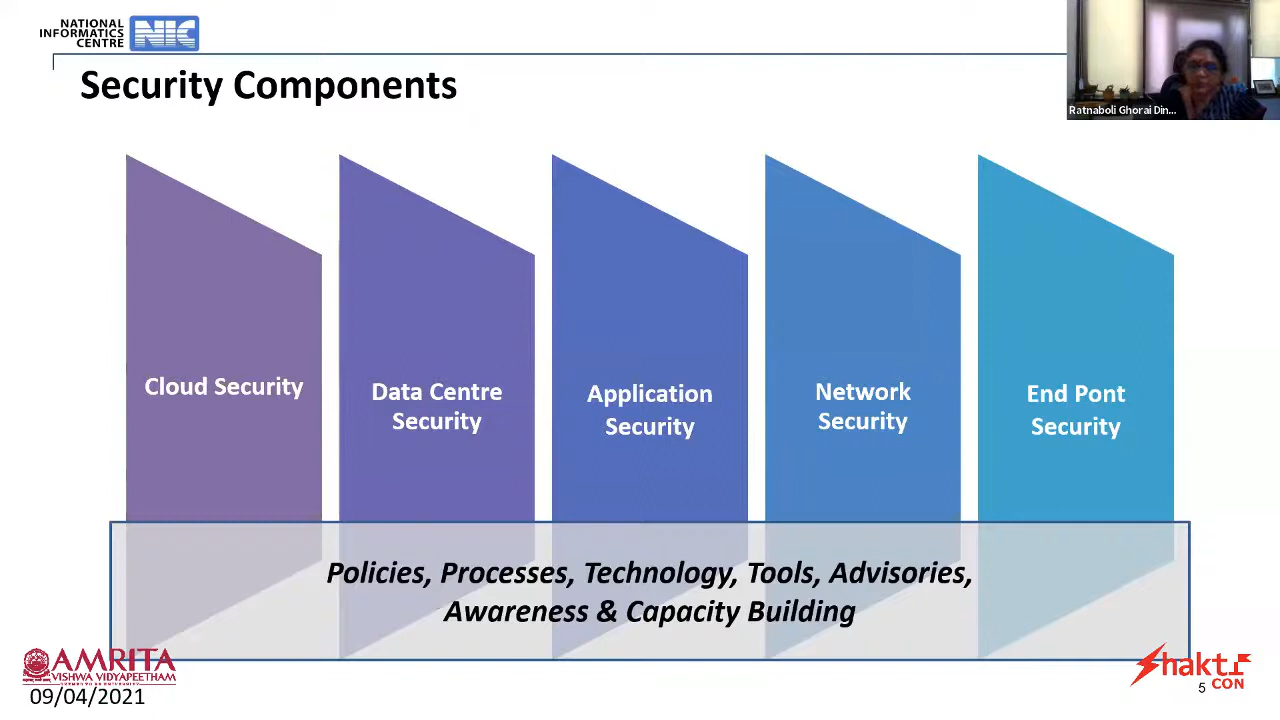 NATIONAL
INFORMATICS
CENTRE
NIC
Security Components
Ratnaboli Ghorai Din...
Cloud Security
Data Centre
Security
Application
Security
Network
Security
End Pont
Security
Policies, Processes, Technology, Tools, Advisories,
Awareness & Capacity Building
AMRITA
VISHWA VIDYAPEETHAM
09/04/2021
Shakti
CON
5